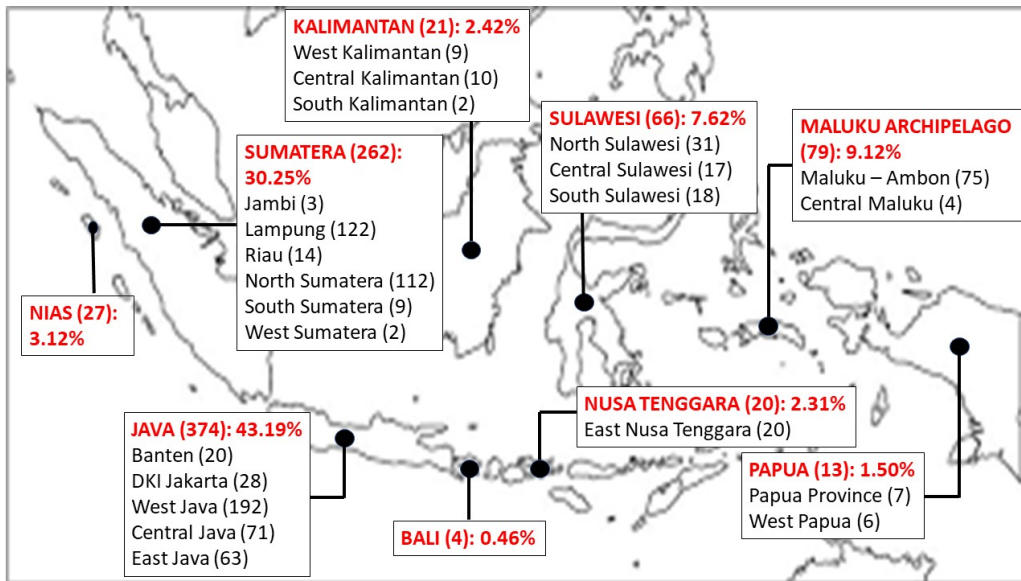 KALIMANTAN (21): 2.42%
West Kalimantan (9)
Central Kalimantan (10)
South Kalimantan (2)
SULAWESI (66): 7.62%
North Sulawesi (31)
Central Sulawesi (17)
South Sulawesi (18)
MALUKU ARCHIPELAGO
(79): 9.12%
Maluku – Ambon (75)
Central Maluku (4)
SUMATERA (262):
30.25%
Jambi (3)
Lampung (122)
Riau (14)
North Sumatera (112)
South Sumatera (9)
West Sumatera (2)
NIAS (27):
3.12%
JAVA (374): 43.19%
Banten (20)
DKI Jakarta (28)
West Java (192)
Central Java (71)
East Java (63)
BALI (4): 0.46%
NUSA TENGGARA (20): 2.31%
East Nusa Tenggara (20)
PAPUA (13): 1.50%
Papua Province (7)
West Papua (6)